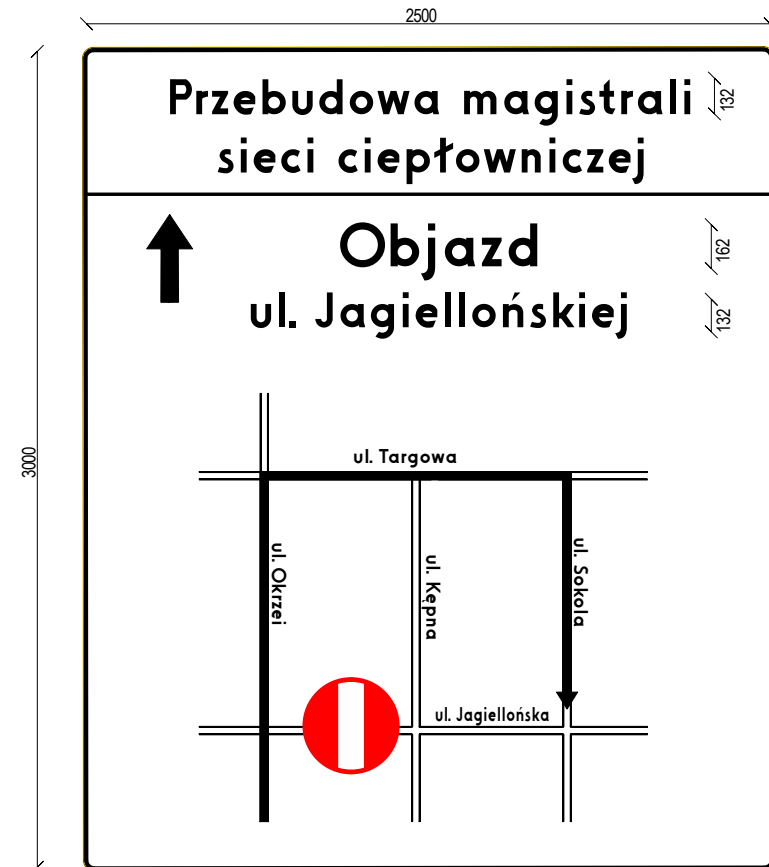 2500
Przebudowa magistrali
132
sieci ciepłowniczej
Objazd
162
ul. Jagiellońskiej
132
3000
ul. Targowa
ul. Okrzei
ul. Kępna
ul. Sokola
ul. Jagiellońska